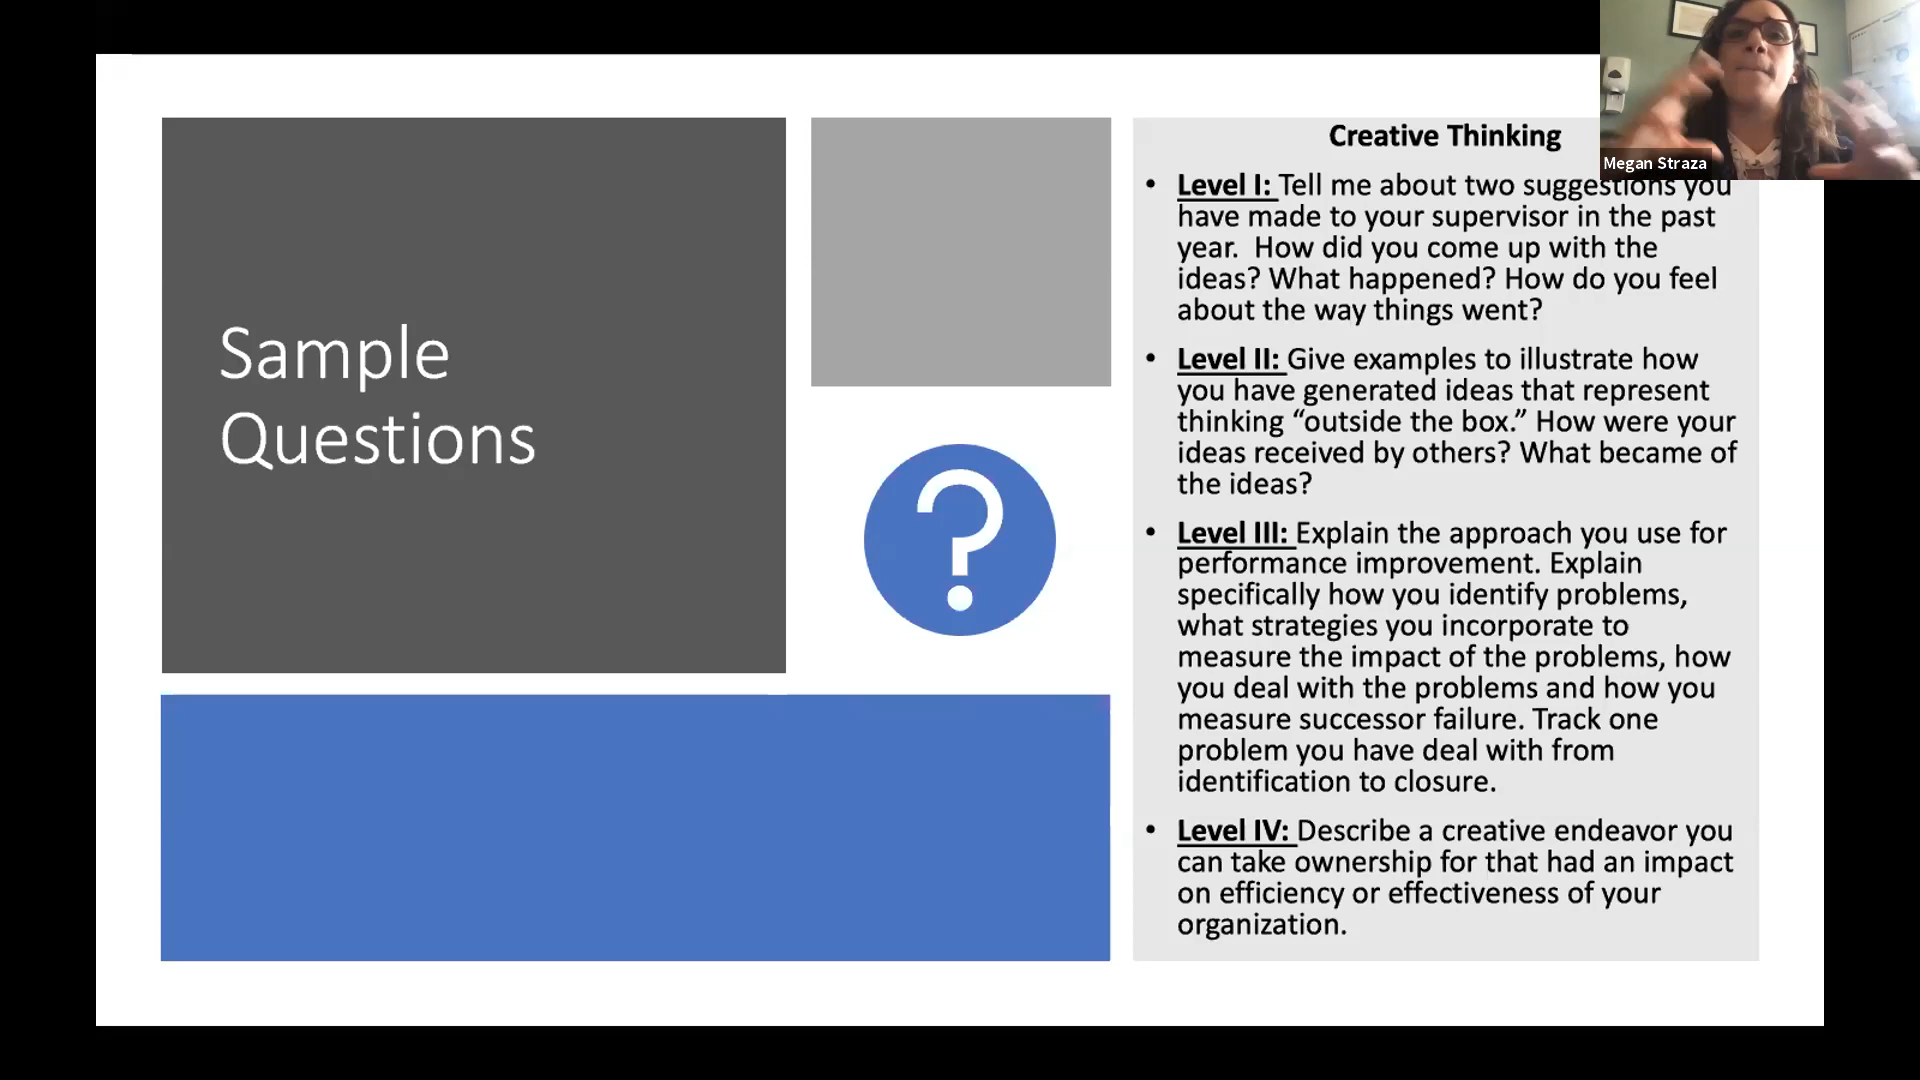 Megan Straza
Sample
Questions
?
Creative Thinking
• Level I: Tell me about two suggestions you
have made to your supervisor in the past
year.  How did you come up with the
ideas? What happened? How do you feel
about the way things went?
• Level II: Give examples to illustrate how
you have generated ideas that represent
thinking “outside the box.” How were your
ideas received by others? What became of
the ideas?
• Level III: Explain the approach you use for
performance improvement. Explain
specifically how you identify problems,
what strategies you incorporate to
measure the impact of the problems, how
you deal with the problems and how you
measure successor failure. Track one
problem you have deal with from
identification to closure.
• Level IV: Describe a creative endeavor you
can take ownership for that had an impact
on efficiency or effectiveness of your
organization.